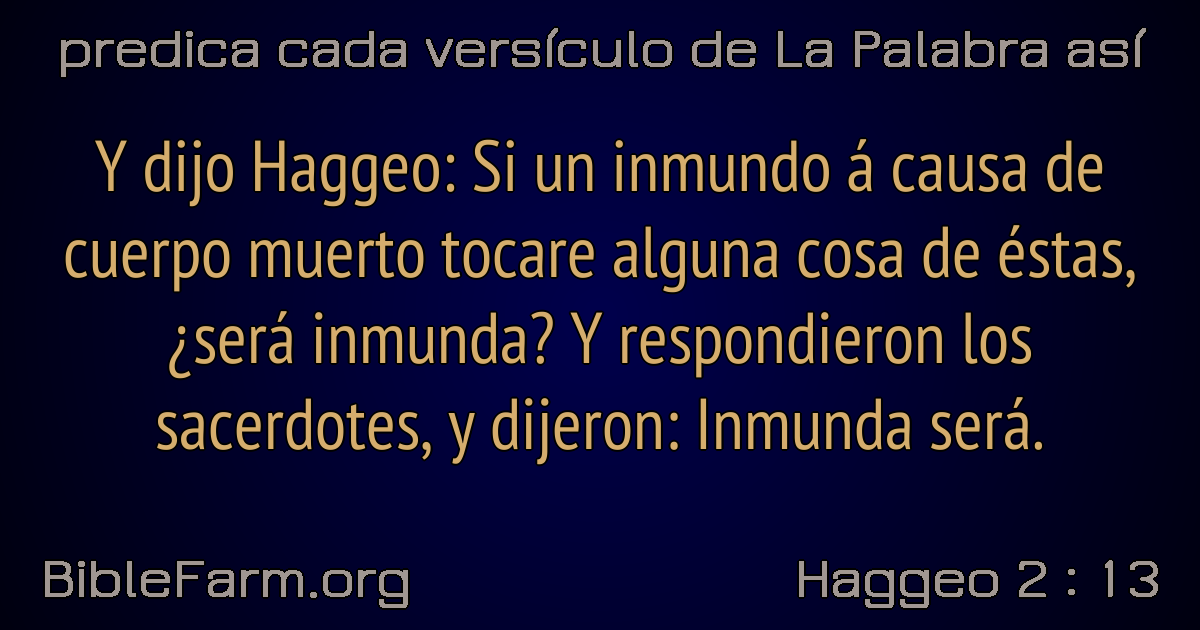 predica cada versículo de La Palabra así
Y dijo Haggeo: Si un inmundo á causa de
cuerpo muerto tocare alguna cosa de éstas,
¿será inmunda? Y respondieron los
sacerdotes, y dijeron: Inmunda será.
BibleFarm.org
Haggeo 2 : 13